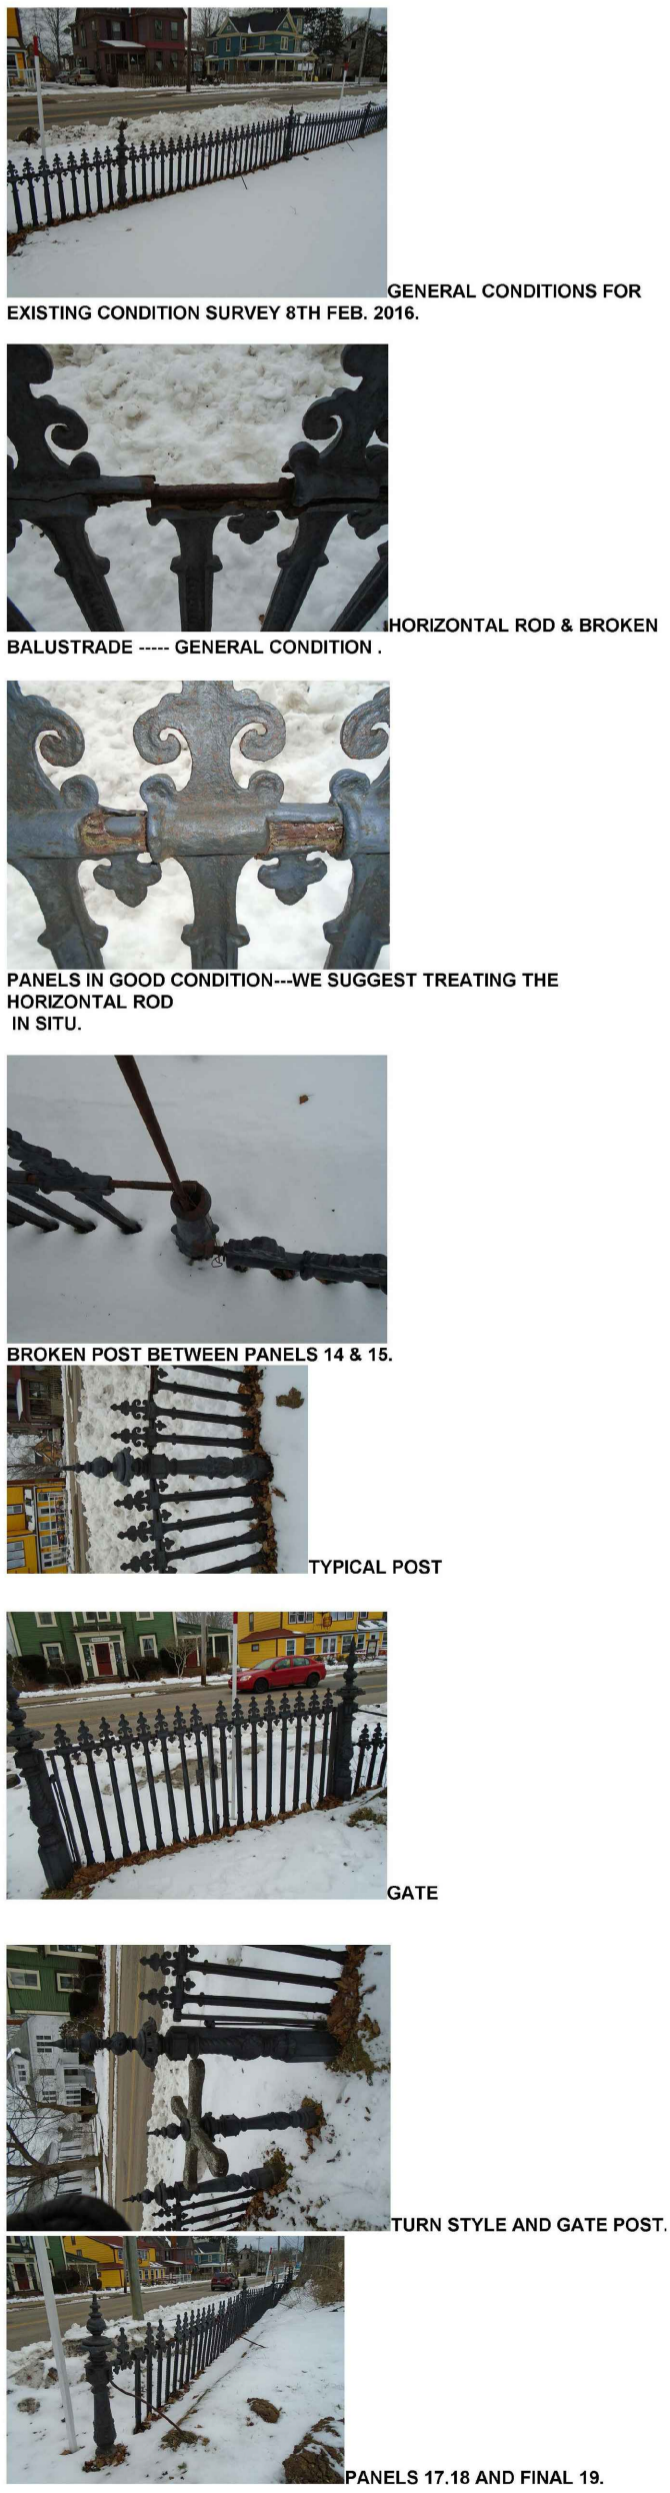 GENERAL CONDITIONS FOR
EXISTING CONDITION SURVEY 8TH FEB. 2016.
HORIZONTAL ROD & BROKEN
BALUSTRADE ----- GENERAL CONDITION .
PANELS IN GOOD CONDITION---WE SUGGEST TREATING THE
HORIZONTAL ROD
IN SITU.
BROKEN POST BETWEEN PANELS 14 & 15.
TYPICAL POST
GATE
TURN STYLE AND GATE POST.
PANELS 17.18 AND FINAL 19.